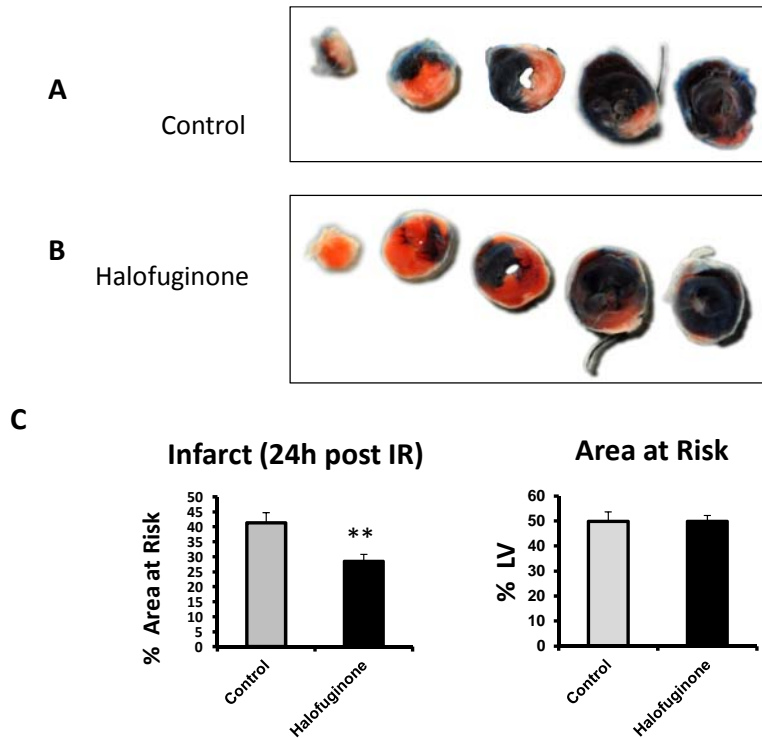 A
Control
B
Halofuginone
C
Infarct (24h post IR)
% Area at Risk
50
45
40
35
30
25
20
15
10
5
0
**
Control
Halofuginone
Area at Risk
% LV
60
50
40
30
20
10
0
Control
Halofuginone